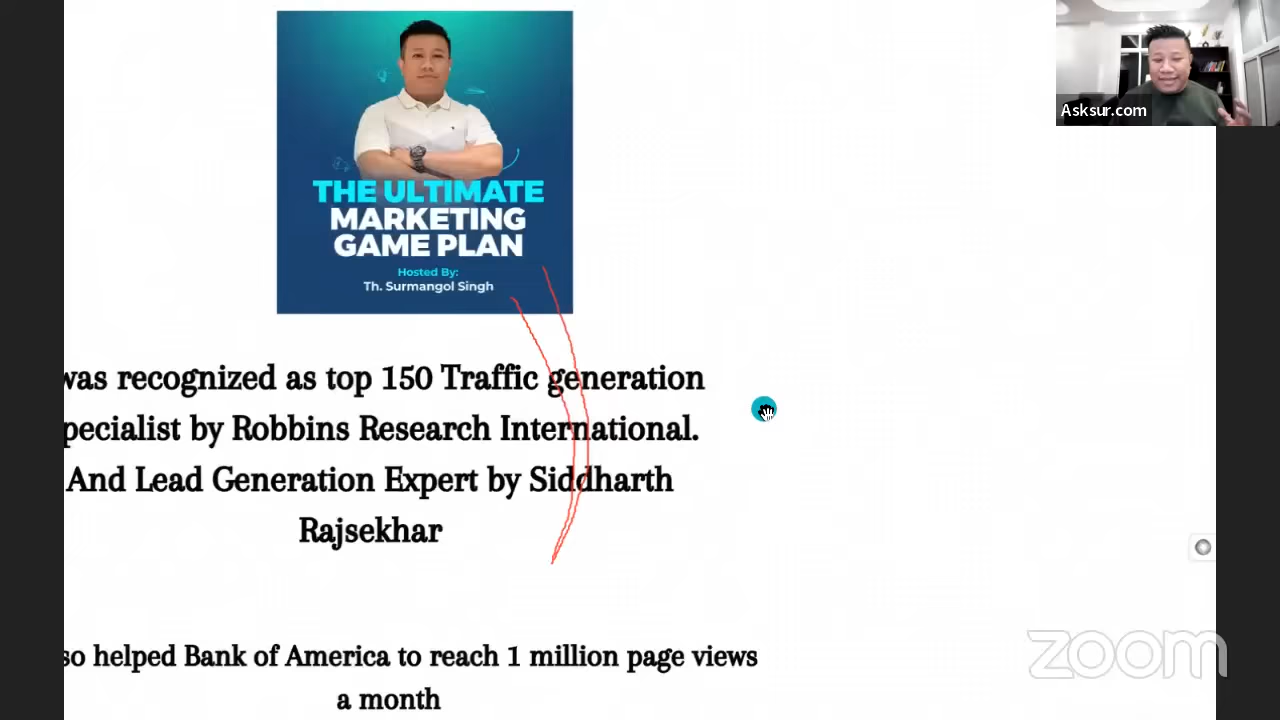 THE ULTIMATE
MARKETING
GAME PLAN
Hosted By:
Th. Surmangol Singh
Asksur.com
was recognized as top 150 Traffic generation
pecialist by Robbins Research International.
And Lead Generation Expert by Siddharth
Rajsekhar
so helped Bank of America to reach 1 million page views
a month
zoom